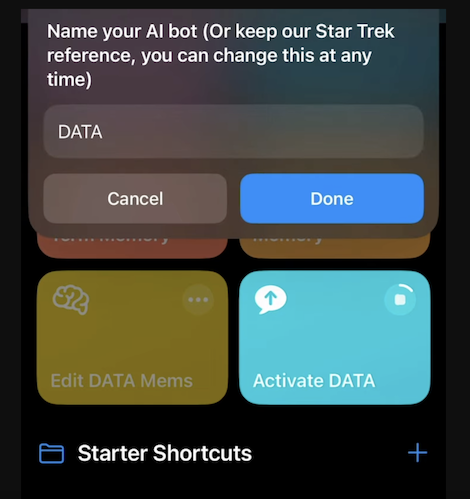 Name your AI bot (Or keep our Star Trek
reference, you can change this at any
time)
DATA
Cancel
Done
Term Memory
Memory
Edit DATA Mems
Activate DATA
Starter Shortcuts